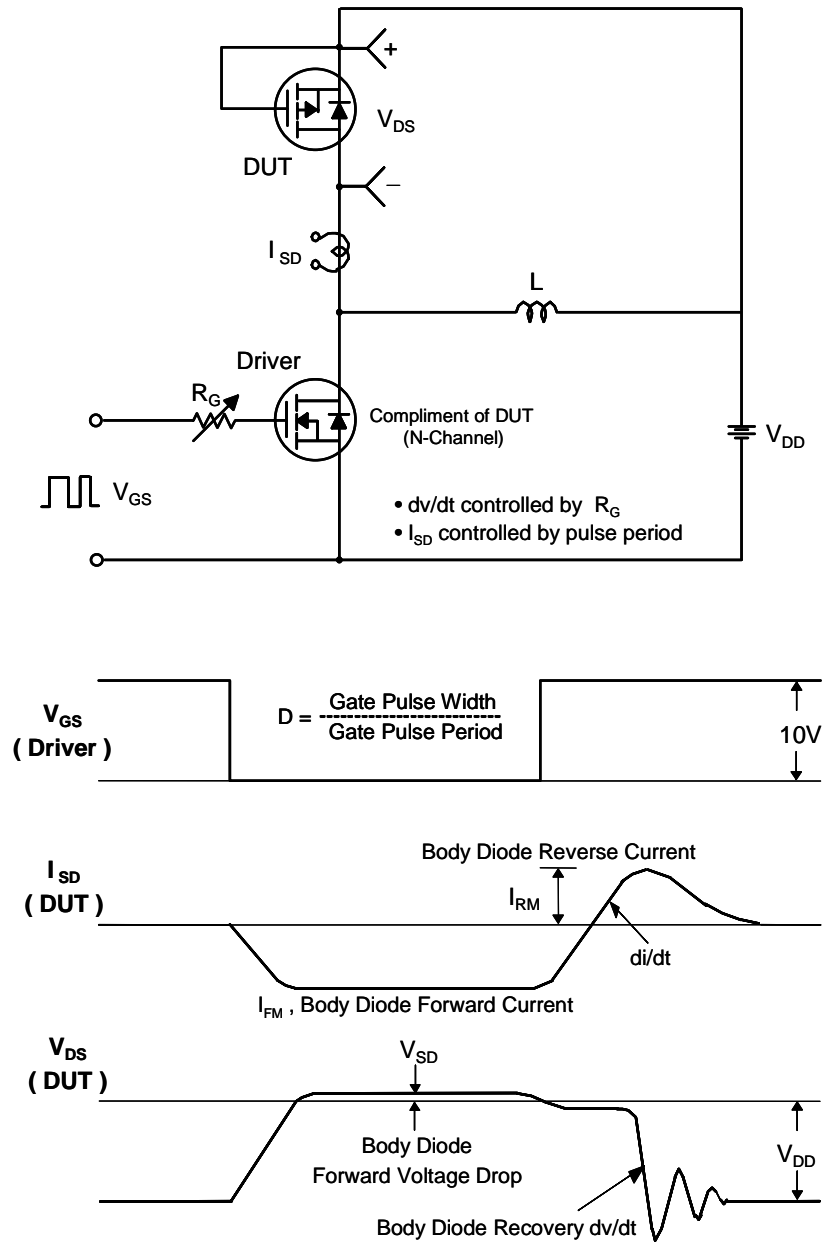 +
V_DS
DUT
–
I_SD
L
Driver
R_G
Compliment of DUT
(N-Channel)
V_DD
V_GS
• dv/dt controlled by R_G
• I_SD controlled by pulse period
V_GS
( Driver )
D = Gate Pulse Width
Gate Pulse Period
10V
Body Diode Reverse Current
I_SD
( DUT )
I_RM
di/dt
I_FM , Body Diode Forward Current
V_DS
( DUT )
V_SD
Body Diode
Forward Voltage Drop
V_DD
Body Diode Recovery dv/dt